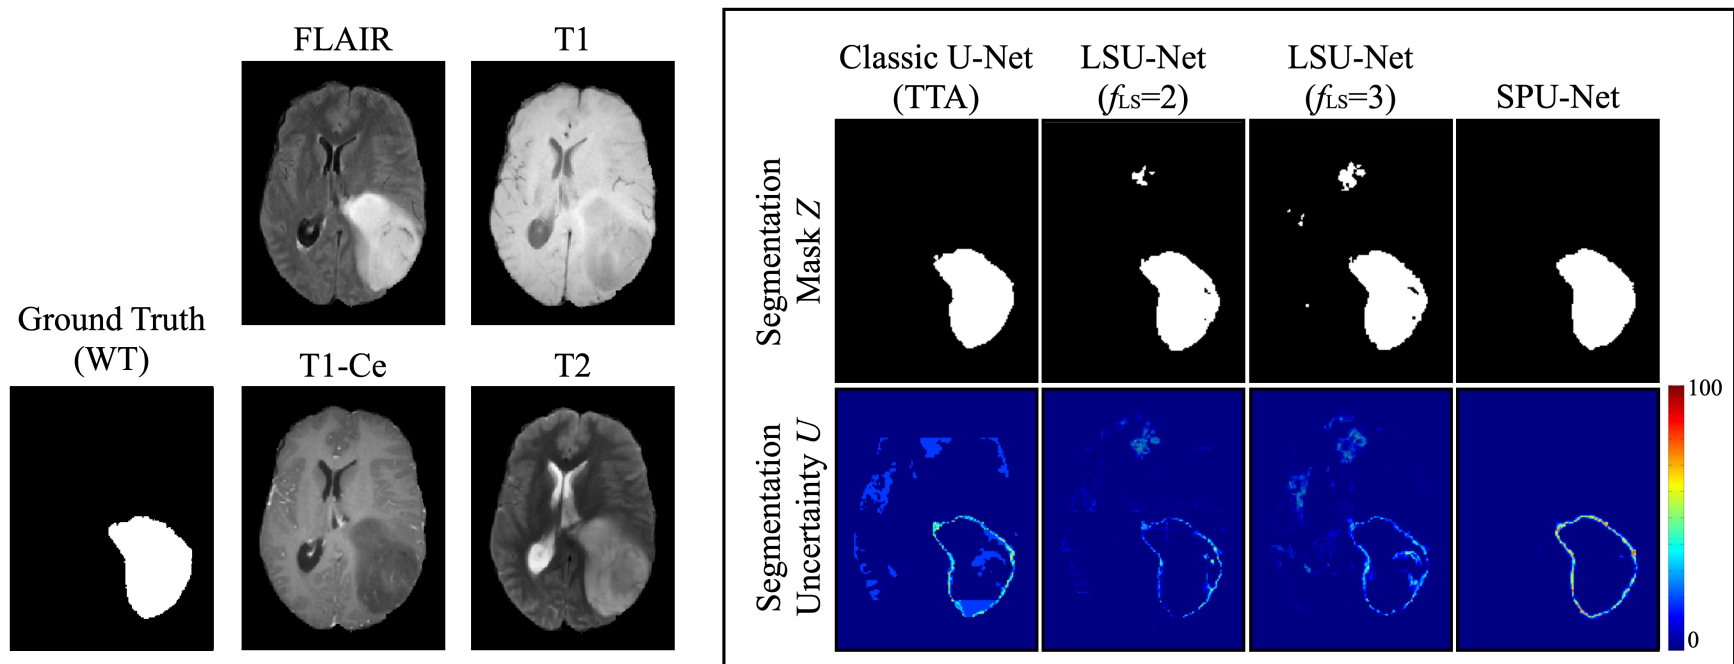 FLAIR
T1
Ground Truth
(WT)
T1-Ce
T2
Classic U-Net
(TTA)
LSU-Net
(fLS=2)
LSU-Net
(fLS=3)
SPU-Net
Segmentation
Mask Z
Segmentation
Uncertainty U
100
0